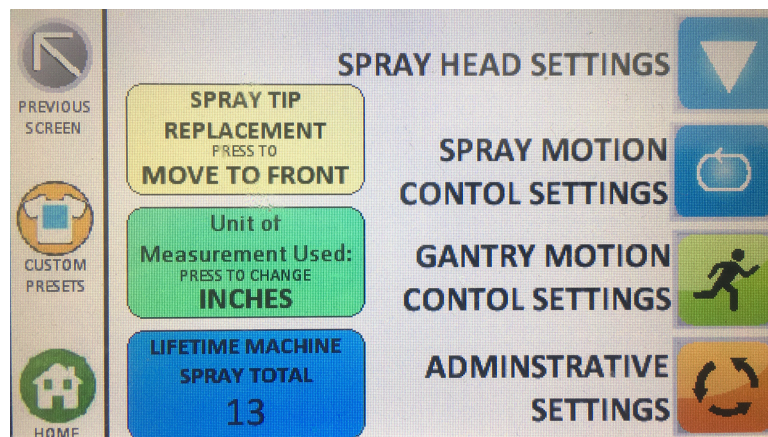 PREVIOUS
SCREEN
CUSTOM
PRESETS
HOME
SPRAY TIP
REPLACEMENT
PRESS TO
MOVE TO FRONT
Unit of
Measurement Used:
PRESS TO CHANGE
INCHES
LIFETIME MACHINE
SPRAY TOTAL
13
SPRAY HEAD SETTINGS
SPRAY MOTION
CONTOL SETTINGS
GANTRY MOTION
CONTOL SETTINGS
ADMINSTRATIVE
SETTINGS